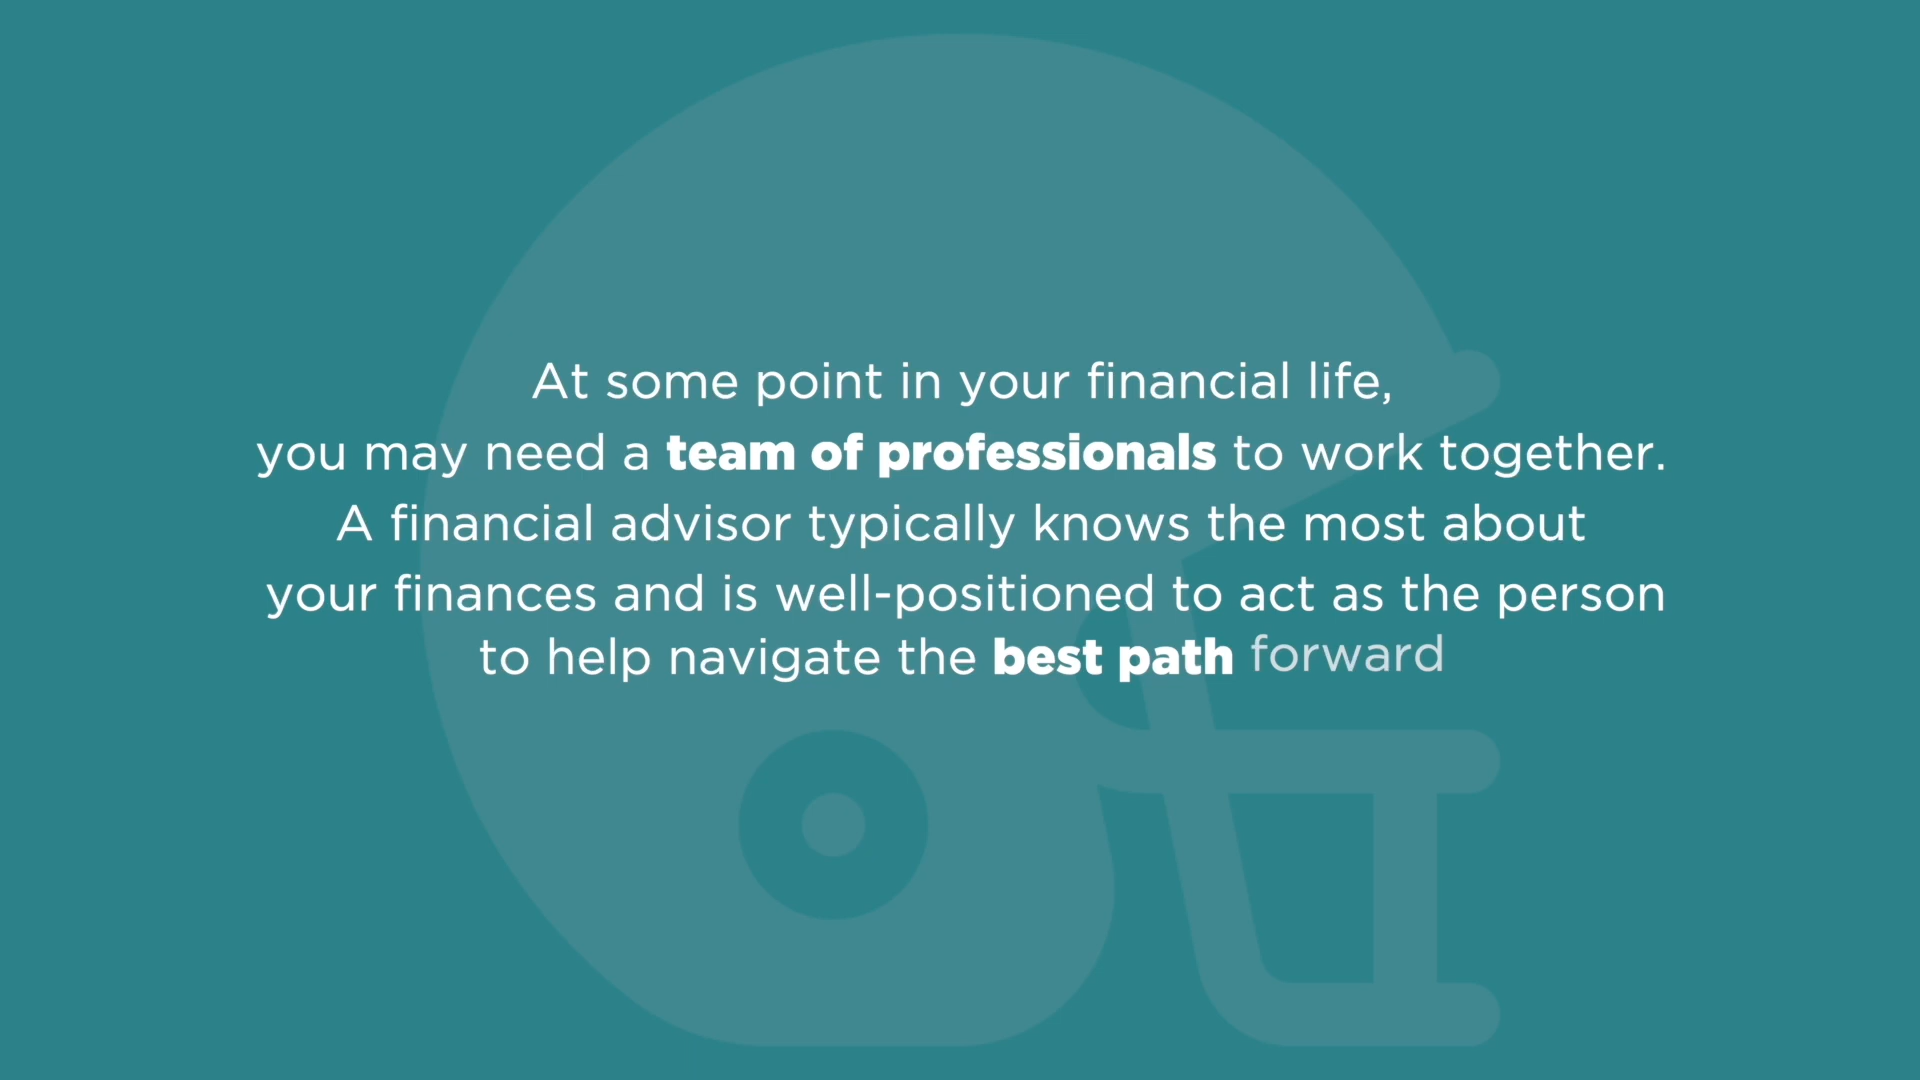 At some point in your financial life,
you may need a team of professionals to work together.
A financial advisor typically knows the most about
your finances and is well-positioned to act as the person
to help navigate the best path forward